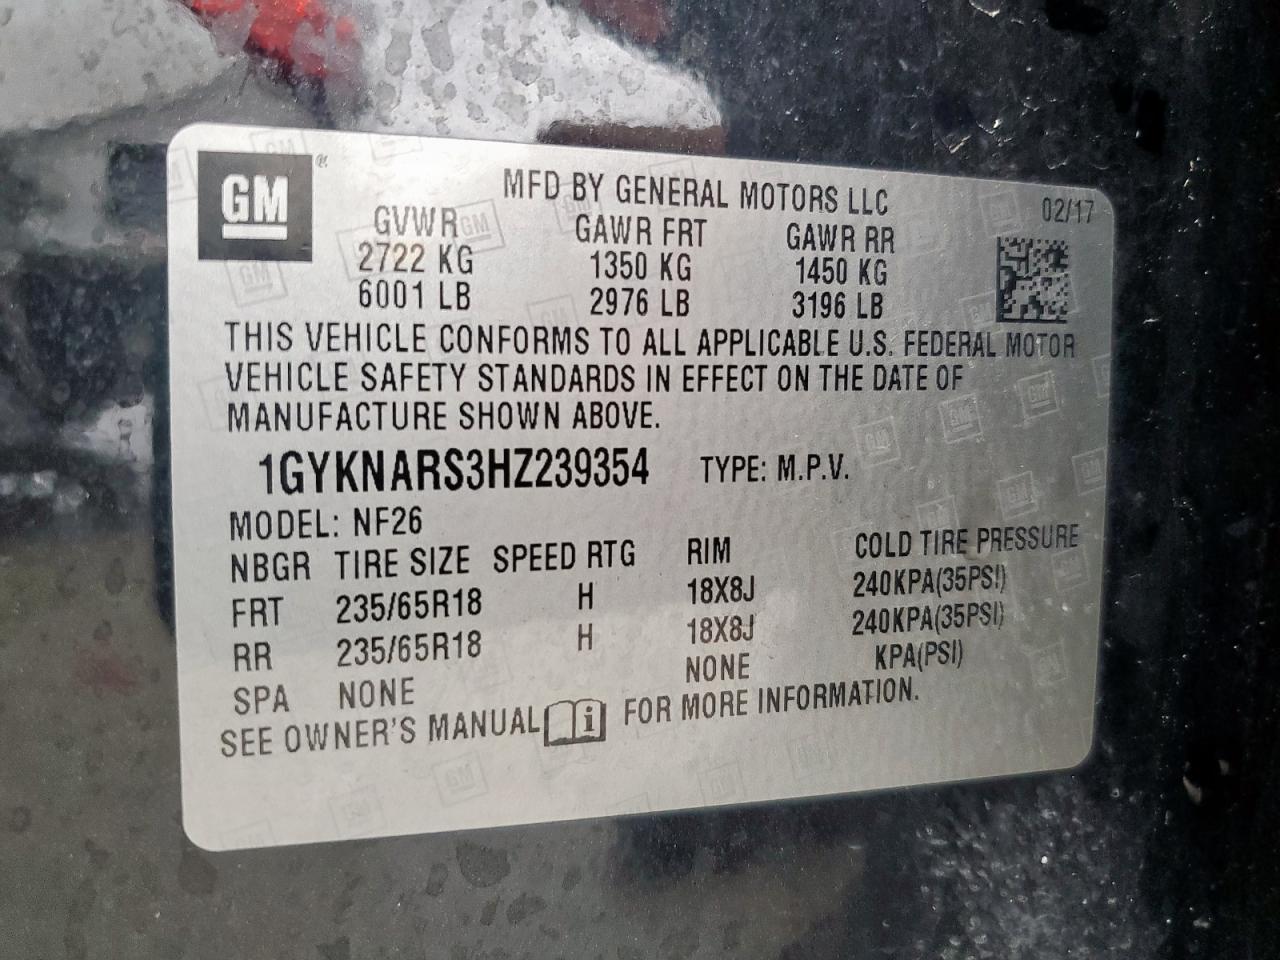 GM ®
MFD BY GENERAL MOTORS LLC
02/17
GVWR GAWR FRT GAWR RR
2722 KG 1350 KG 1450 KG
6001 LB 2976 LB 3196 LB
THIS VEHICLE CONFORMS TO ALL APPLICABLE U.S. FEDERAL MOTOR
VEHICLE SAFETY STANDARDS IN EFFECT ON THE DATE OF
MANUFACTURE SHOWN ABOVE.
1GYKNARS3HZ239354 TYPE: M.P.V.
MODEL: NF26
NBGR TIRE SIZE SPEED RTG RIM COLD TIRE PRESSURE
FRT 235/65R18 H 18X8J 240KPA(35PSI)
RR 235/65R18 H 18X8J 240KPA(35PSI)
SPA NONE NONE KPA(PSI)
SEE OWNER'S MANUAL i FOR MORE INFORMATION.